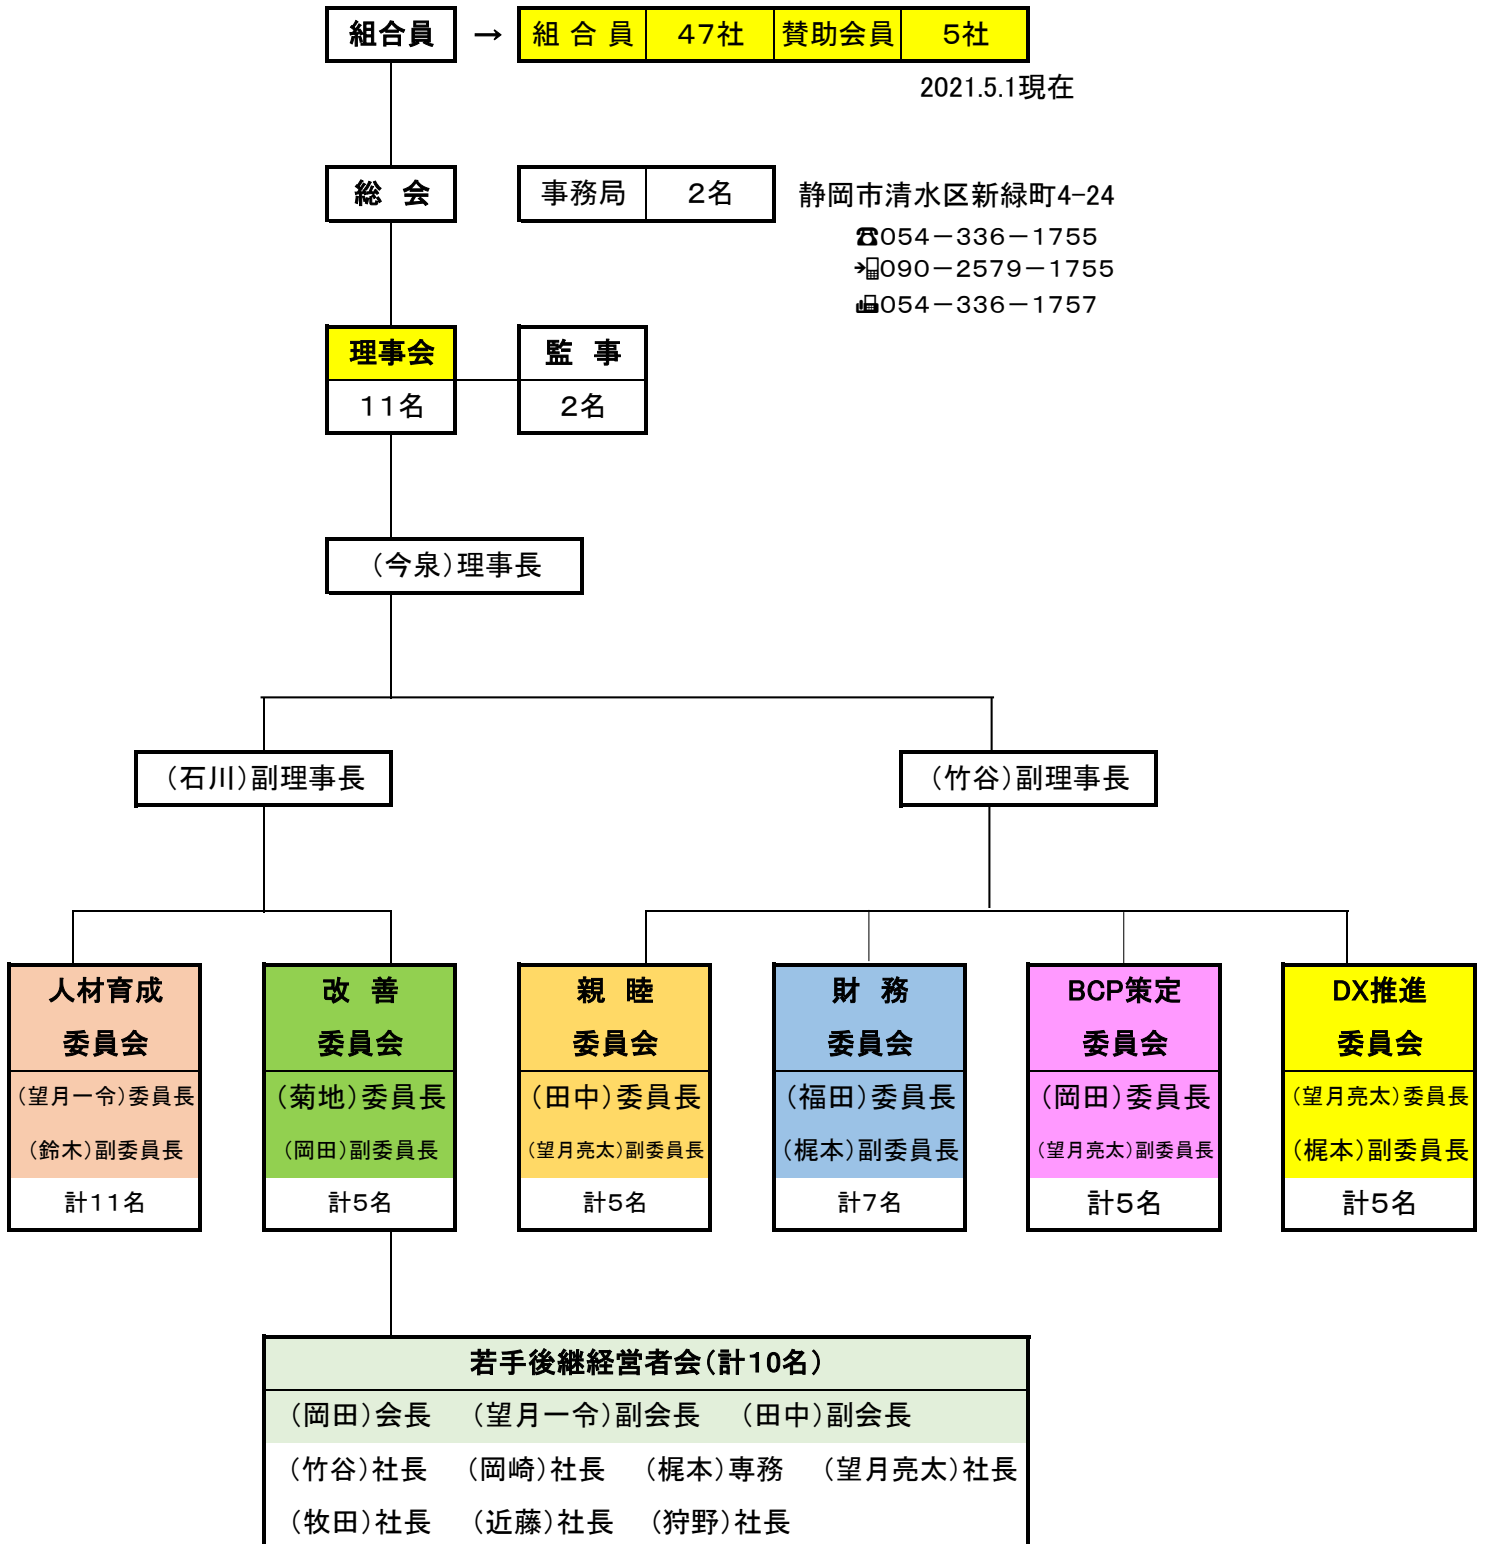 組合員 → 組 合 員 47社 賛助会員 5社
2021.5.1現在
総 会 事務局 2名 静岡市清水区新緑町4-24
☎054－336－1755
→📱090－2579－1755
📠054－336－1757
理事会 監 事
11名 2名
（今泉）理事長
（石川）副理事長 （竹谷）副理事長
人材育成
委員会
（望月一令）委員長
（鈴木）副委員長
計11名
改 善
委員会
（菊地）委員長
（岡田）副委員長
計5名
親 睦
委員会
（田中）委員長
（望月亮太）副委員長
計5名
財 務
委員会
（福田）委員長
（梶本）副委員長
計7名
BCP策定
委員会
（岡田）委員長
（望月亮太）副委員長
計5名
DX推進
委員会
（望月亮太）委員長
（梶本）副委員長
計5名
若手後継経営者会（計10名）
（岡田）会長 （望月一令）副会長 （田中）副会長
（竹谷）社長 （岡崎）社長 （梶本）専務 （望月亮太）社長
（牧田）社長 （近藤）社長 （狩野）社長